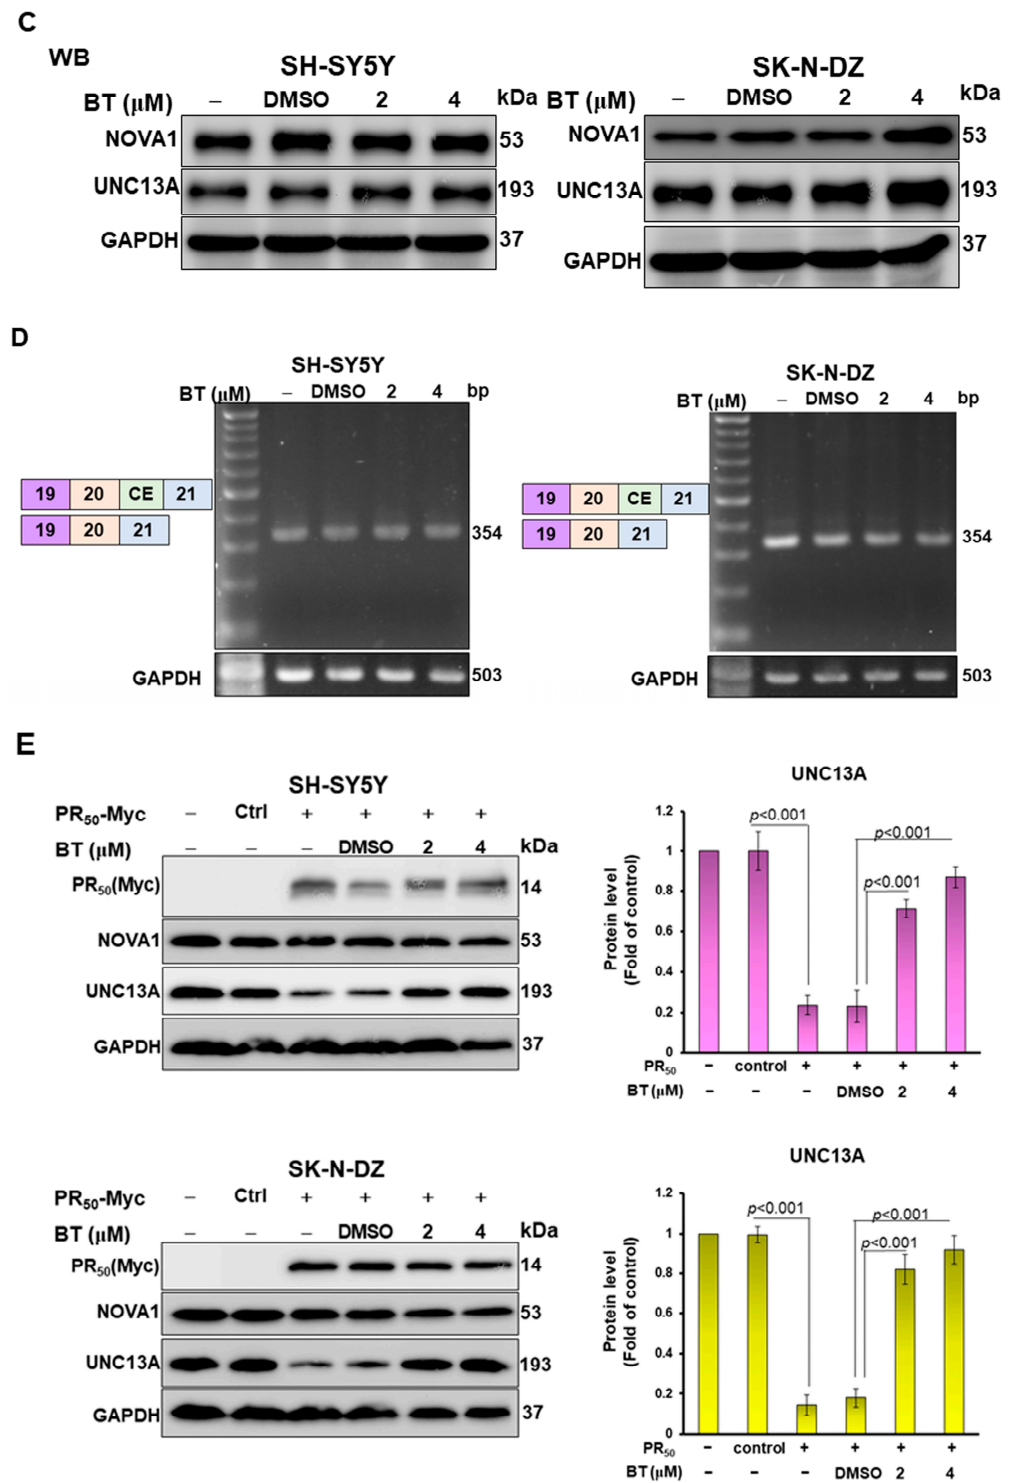 C
WB
SH-SY5Y
BT (μM) – DMSO 2 4 kDa
NOVA1 53
UNC13A 193
GAPDH 37
SK-N-DZ
BT (μM) – DMSO 2 4 kDa
NOVA1 53
UNC13A 193
GAPDH 37
D
SH-SY5Y
BT (μM) – DMSO 2 4 bp
19 20 CE 21
19 20 21
354
GAPDH 503
SK-N-DZ
BT (μM) – DMSO 2 4 bp
19 20 CE 21
19 20 21
354
GAPDH 503
E
SH-SY5Y
PR50-Myc – Ctrl + + + +
BT (μM) – – – DMSO 2 4 kDa
PR50(Myc) 14
NOVA1 53
UNC13A 193
GAPDH 37
UNC13A
Protein level
(Fold of control)
1.2
1
0.8
0.6
0.4
0.2
0
p<0.001
p<0.001
p<0.001
PR50 – control + + + +
BT (μM) – – – DMSO 2 4
SK-N-DZ
PR50-Myc – Ctrl + + + +
BT (μM) – – – DMSO 2 4 kDa
PR50(Myc) 14
NOVA1 53
UNC13A 193
GAPDH 37
UNC13A
Protein level
(Fold of control)
1.2
1
0.8
0.6
0.4
0.2
0
p<0.001
p<0.001
p<0.001
PR50 – control + + + +
BT (μM) – – – DMSO 2 4